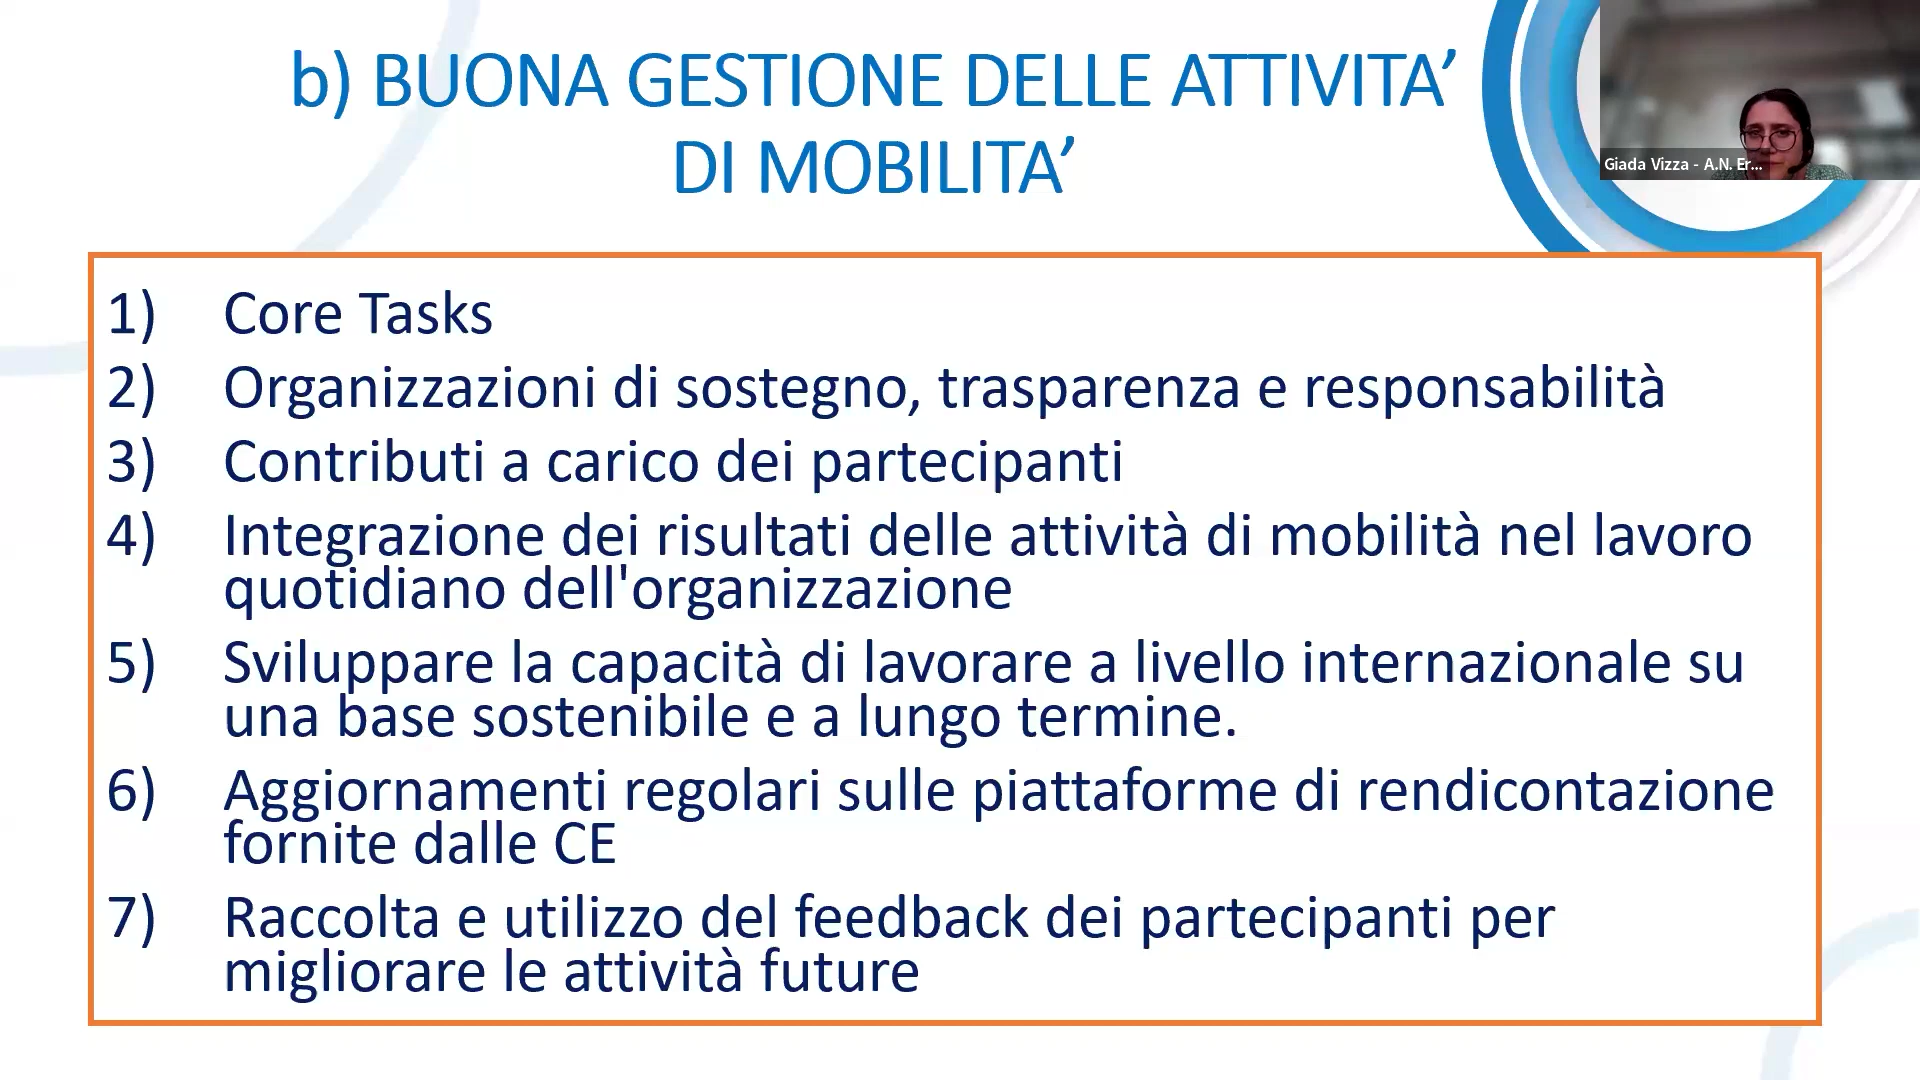 b) BUONA GESTIONE DELLE ATTIVITA’
DI MOBILITA’
Giada Vizza - A.N. Er...
1) Core Tasks
2) Organizzazioni di sostegno, trasparenza e responsabilità
3) Contributi a carico dei partecipanti
4) Integrazione dei risultati delle attività di mobilità nel lavoro
quotidiano dell'organizzazione
5) Sviluppare la capacità di lavorare a livello internazionale su
una base sostenibile e a lungo termine.
6) Aggiornamenti regolari sulle piattaforme di rendicontazione
fornite dalle CE
7) Raccolta e utilizzo del feedback dei partecipanti per
migliorare le attività future